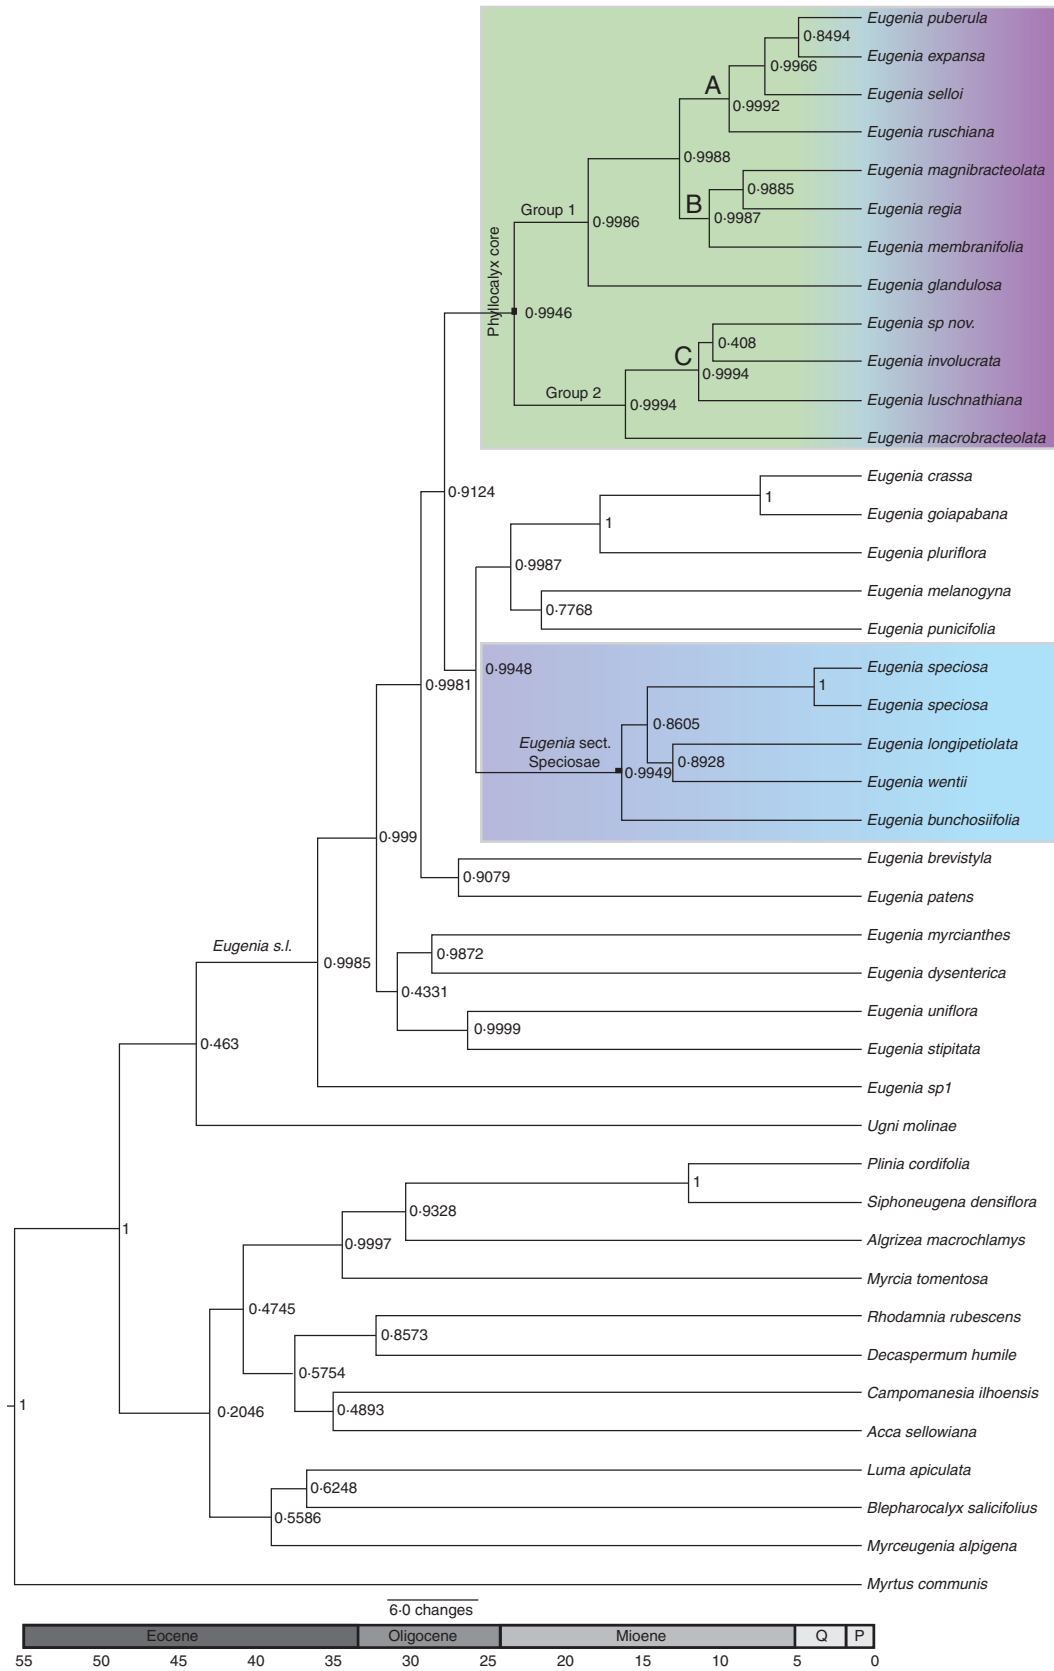 Eugenia puberula
0·8494
Eugenia expansa
0·9966
Eugenia selloi
A
0·9992
Eugenia ruschiana
0·9988
Eugenia magnibracteolata
0·9885
Eugenia regia
B
0·9987
Group 1
0·9986
Eugenia membranifolia
Eugenia glandulosa
Phyllocalyx core
0·9946
Eugenia sp nov.
0·408
C
Eugenia involucrata
0·9994
Group 2
0·9994
Eugenia luschnathiana
Eugenia macrobracteolata
Eugenia crassa
0·9124
1
Eugenia goiapabana
1
Eugenia pluriflora
0·9987
Eugenia melanogyna
0·7768
Eugenia punicifolia
0·9948
Eugenia speciosa
0·9981
1
Eugenia speciosa
0·8605
Eugenia sect.
Speciosae
Eugenia longipetiolata
0·8928
0·9949
Eugenia wentii
Eugenia bunchosiifolia
0·999
Eugenia brevistyla
0·9079
Eugenia patens
Eugenia s.l.
0·9985
Eugenia myrcianthes
0·9872
Eugenia dysenterica
0·4331
Eugenia uniflora
0·9999
Eugenia stipitata
0·463
Eugenia sp1
Ugni molinae
Plinia cordifolia
1
Siphoneugena densiflora
0·9328
1
Algrizea macrochlamys
0·9997
Myrcia tomentosa
0·4745
Rhodamnia rubescens
0·8573
Decaspermum humile
0·5754
Campomanesia ilhoensis
1
0·2046
0·4893
Acca sellowiana
Luma apiculata
0·6248
Blepharocalyx salicifolius
0·5586
Myrceugenia alpigena
Myrtus communis
6·0 changes
Eocene Oligocene Mioene Q P
55 50 45 40 35 30 25 20 15 10 5 0